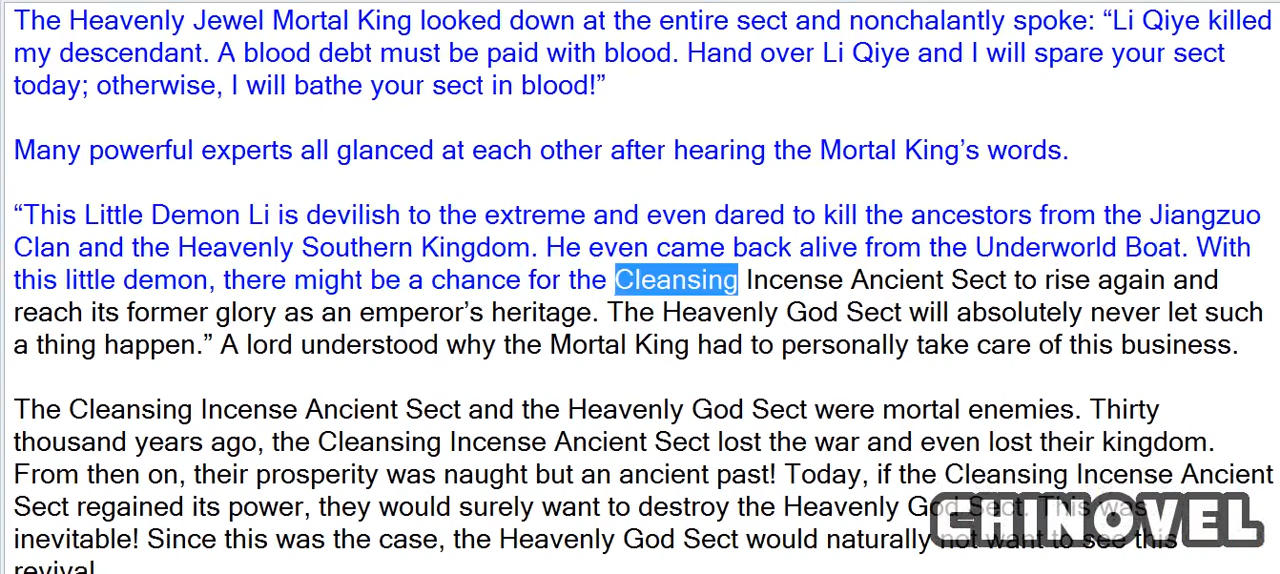 The Heavenly Jewel Mortal King looked down at the entire sect and nonchalantly spoke: “Li Qiye killed
my descendant. A blood debt must be paid with blood. Hand over Li Qiye and I will spare your sect
today; otherwise, I will bathe your sect in blood!”
Many powerful experts all glanced at each other after hearing the Mortal King’s words.
“This Little Demon Li is devilish to the extreme and even dared to kill the ancestors from the Jiangzuo
Clan and the Heavenly Southern Kingdom. He even came back alive from the Underworld Boat. With
this little demon, there might be a chance for the Cleansing Incense Ancient Sect to rise again and
reach its former glory as an emperor’s heritage. The Heavenly God Sect will absolutely never let such
a thing happen.” A lord understood why the Mortal King had to personally take care of this business.
The Cleansing Incense Ancient Sect and the Heavenly God Sect were mortal enemies. Thirty
thousand years ago, the Cleansing Incense Ancient Sect lost the war and even lost their kingdom.
From then on, their prosperity was naught but an ancient past! Today, if the Cleansing Incense Ancient
Sect regained its power, they would surely want to destroy the Heavenly God Sect. This was
inevitable! Since this was the case, the Heavenly God Sect would naturally not want to see this
revival
CHINOVEL